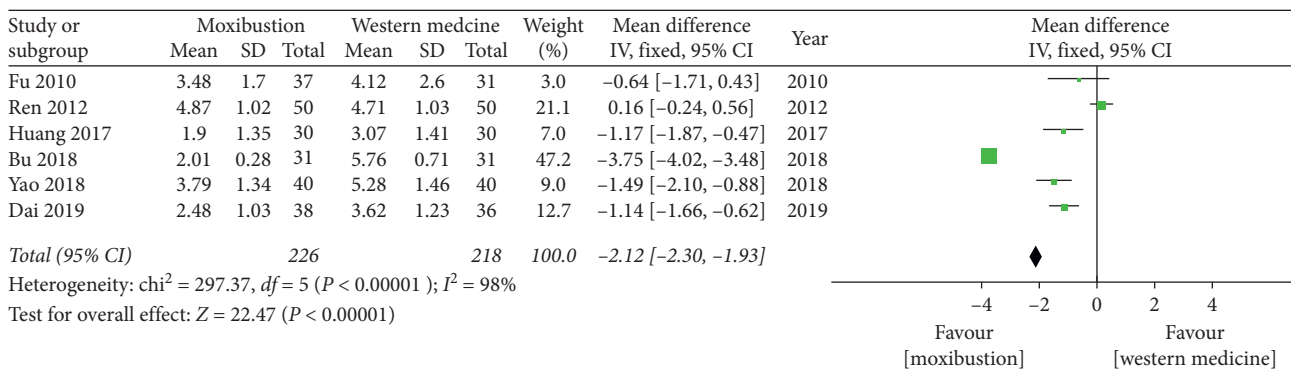 Study or Moxibustion Western medcine Weight Mean difference Year Mean difference
subgroup Mean SD Total Mean SD Total (%) IV, fixed, 95% CI IV, fixed, 95% CI
Fu 2010 3.48 1.7 37 4.12 2.6 31 3.0 –0.64 [–1.71, 0.43] 2010
Ren 2012 4.87 1.02 50 4.71 1.03 50 21.1 0.16 [–0.24, 0.56] 2012
Huang 2017 1.9 1.35 30 3.07 1.41 30 7.0 –1.17 [–1.87, –0.47] 2017
Bu 2018 2.01 0.28 31 5.76 0.71 31 47.2 –3.75 [–4.02, –3.48] 2018
Yao 2018 3.79 1.34 40 5.28 1.46 40 9.0 –1.49 [–2.10, –0.88] 2018
Dai 2019 2.48 1.03 38 3.62 1.23 36 12.7 –1.14 [–1.66, –0.62] 2019
Total (95% CI) 226 218 100.0 –2.12 [–2.30, –1.93]
Heterogeneity: chi² = 297.37, df = 5 (P < 0.00001 ); I² = 98%
Test for overall effect: Z = 22.47 (P < 0.00001)
–4 –2 0 2 4
Favour Favour
[moxibustion] [western medicine]